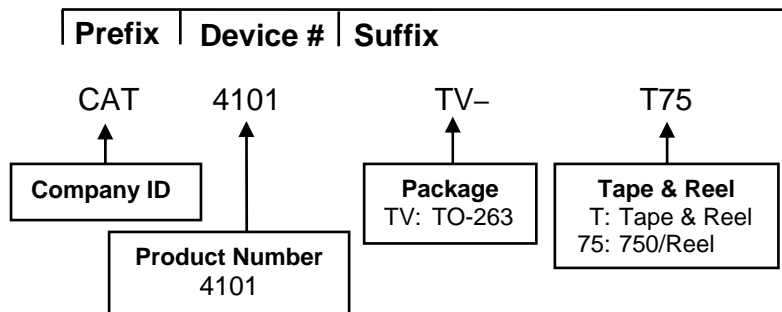 Prefix Device # Suffix
CAT 4101 TV– T75
Company ID
Package
TV: TO-263
Tape & Reel
T: Tape & Reel
75: 750/Reel
Product Number
4101